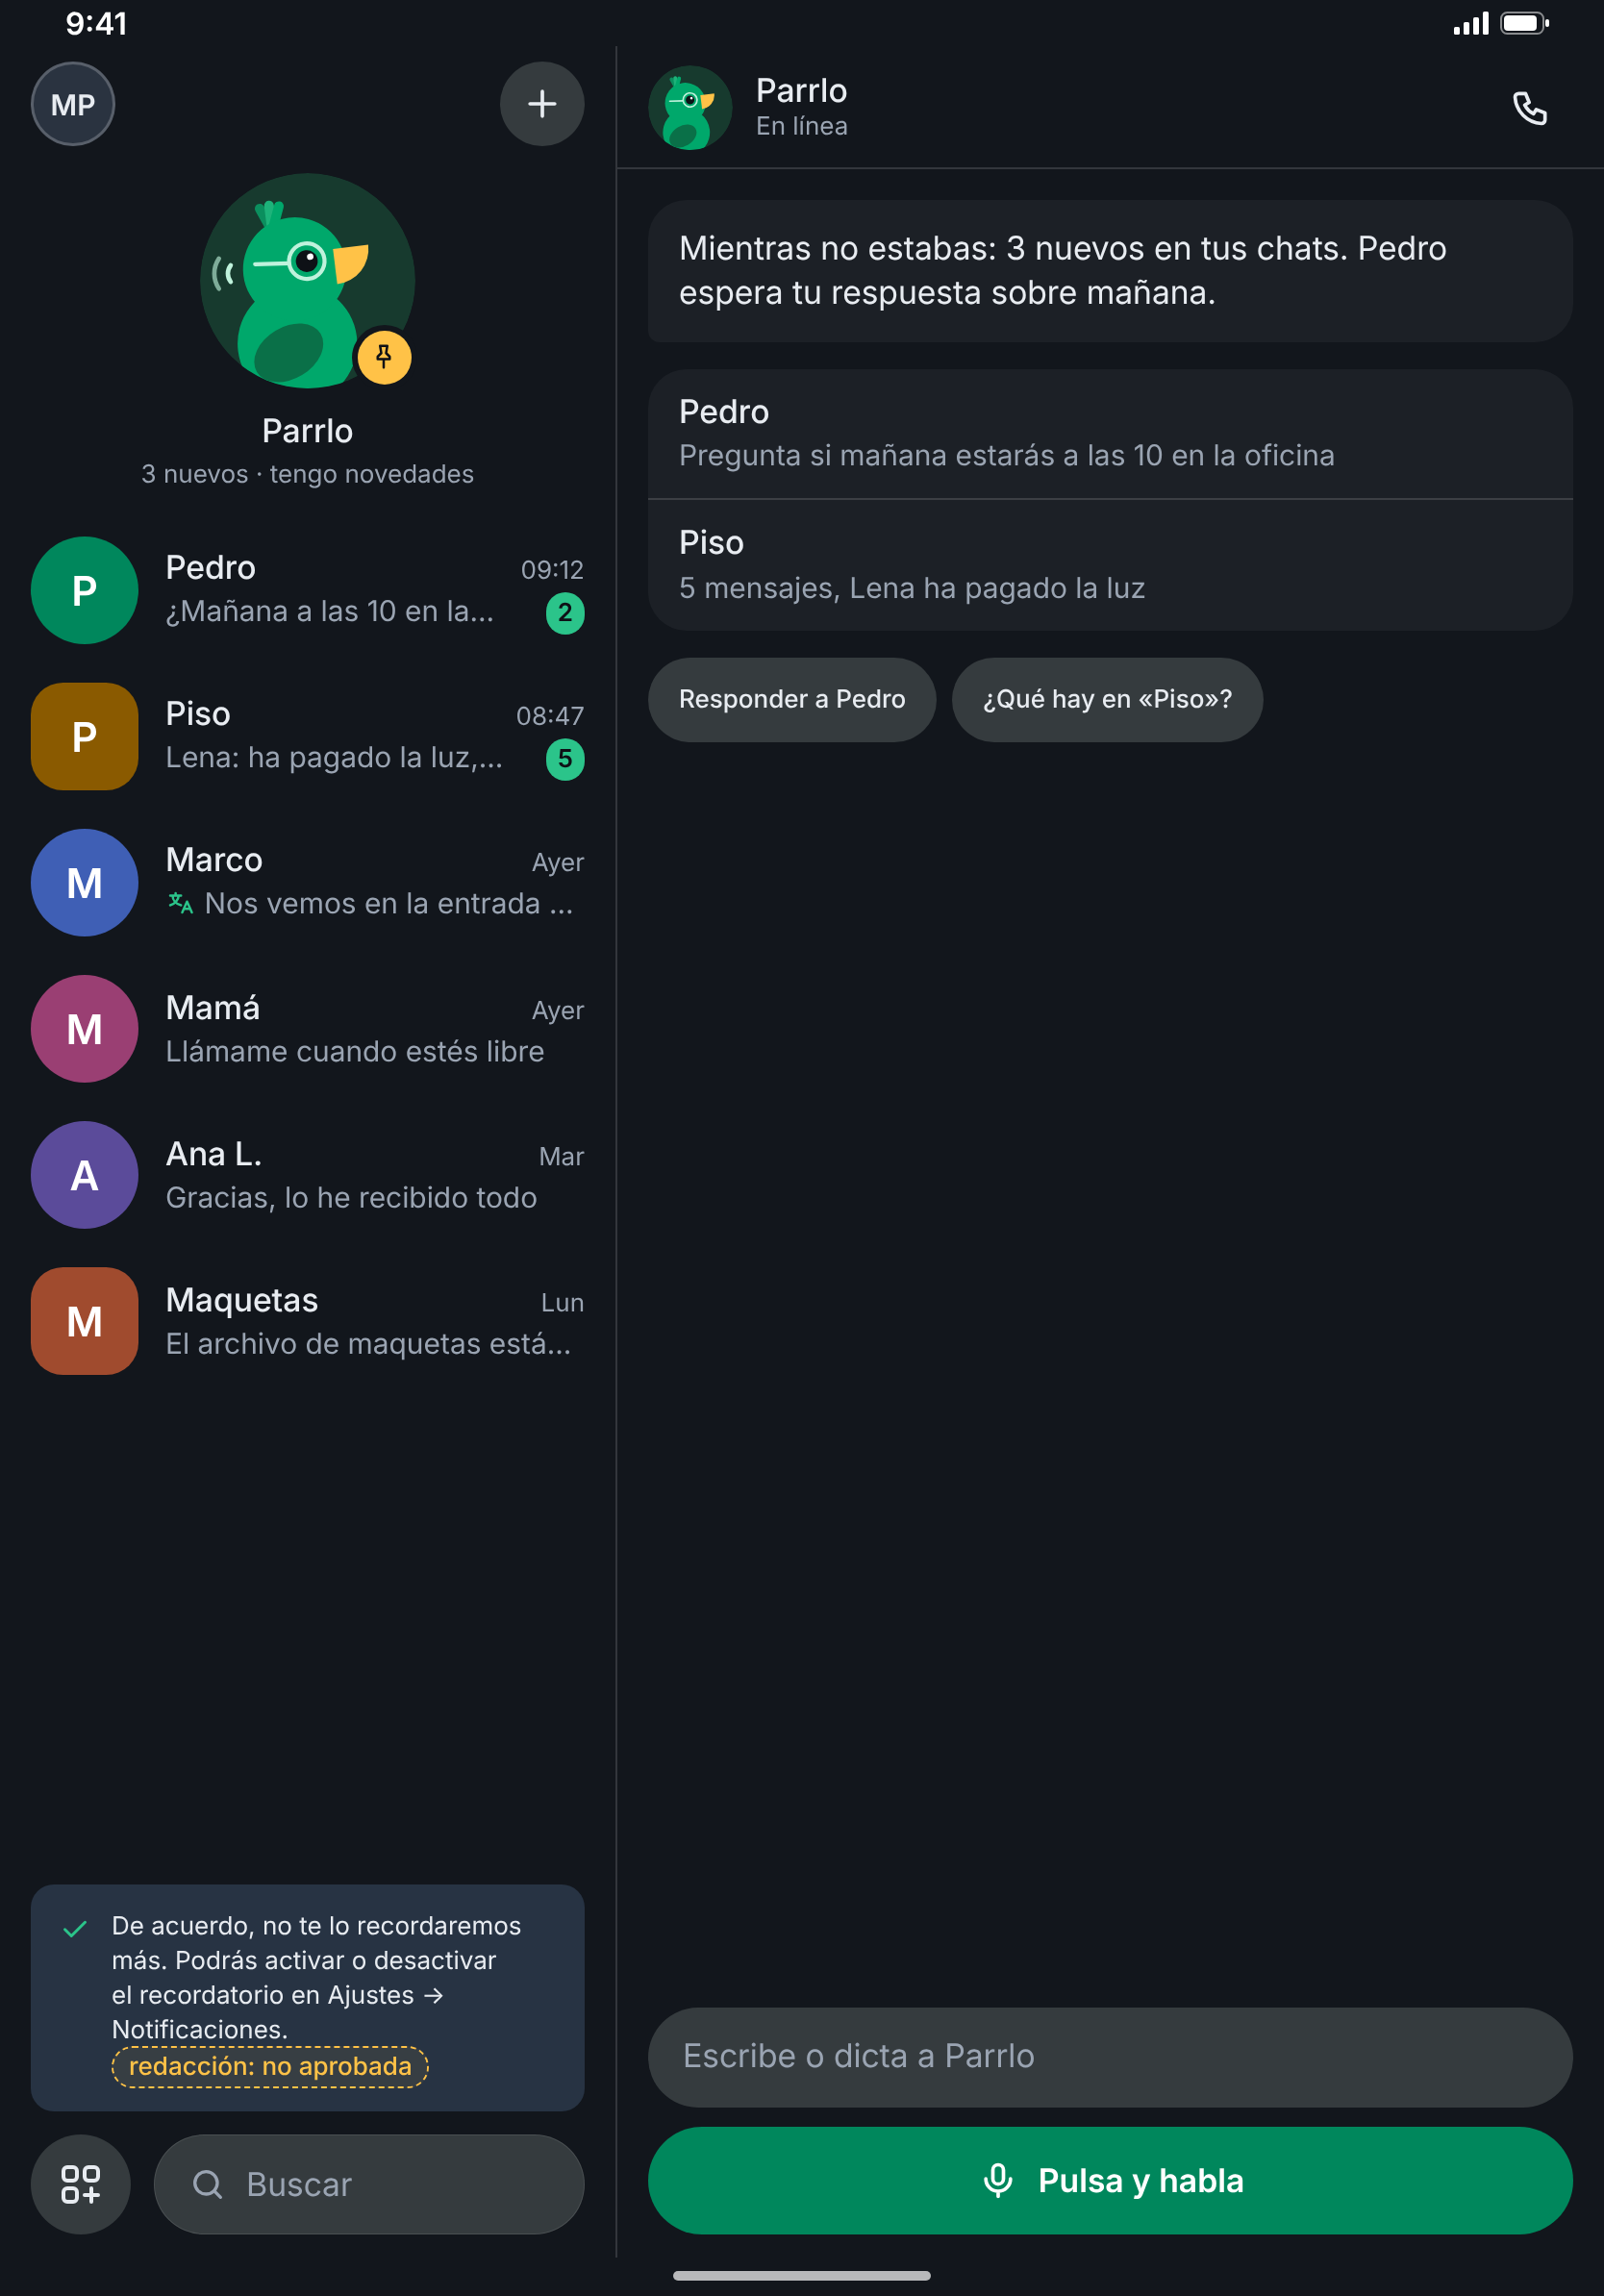 9:41
MP
Parrlo
3 nuevos · tengo novedades
P
Pedro
09:12
¿Mañana a las 10 en la...
2
P
Piso
08:47
Lena: ha pagado la luz,...
5
M
Marco
Ayer
Nos vemos en la entrada ...
M
Mamá
Ayer
Llámame cuando estés libre
A
Ana L.
Mar
Gracias, lo he recibido todo
M
Maquetas
Lun
El archivo de maquetas está...
De acuerdo, no te lo recordaremos
más. Podrás activar o desactivar
el recordatorio en Ajustes →
Notificaciones.
redacción: no aprobada
Buscar
Parrlo
En línea
Mientras no estabas: 3 nuevos en tus chats. Pedro
espera tu respuesta sobre mañana.
Pedro
Pregunta si mañana estarás a las 10 en la oficina
Piso
5 mensajes, Lena ha pagado la luz
Responder a Pedro
¿Qué hay en «Piso»?
Escribe o dicta a Parrlo
Pulsa y habla